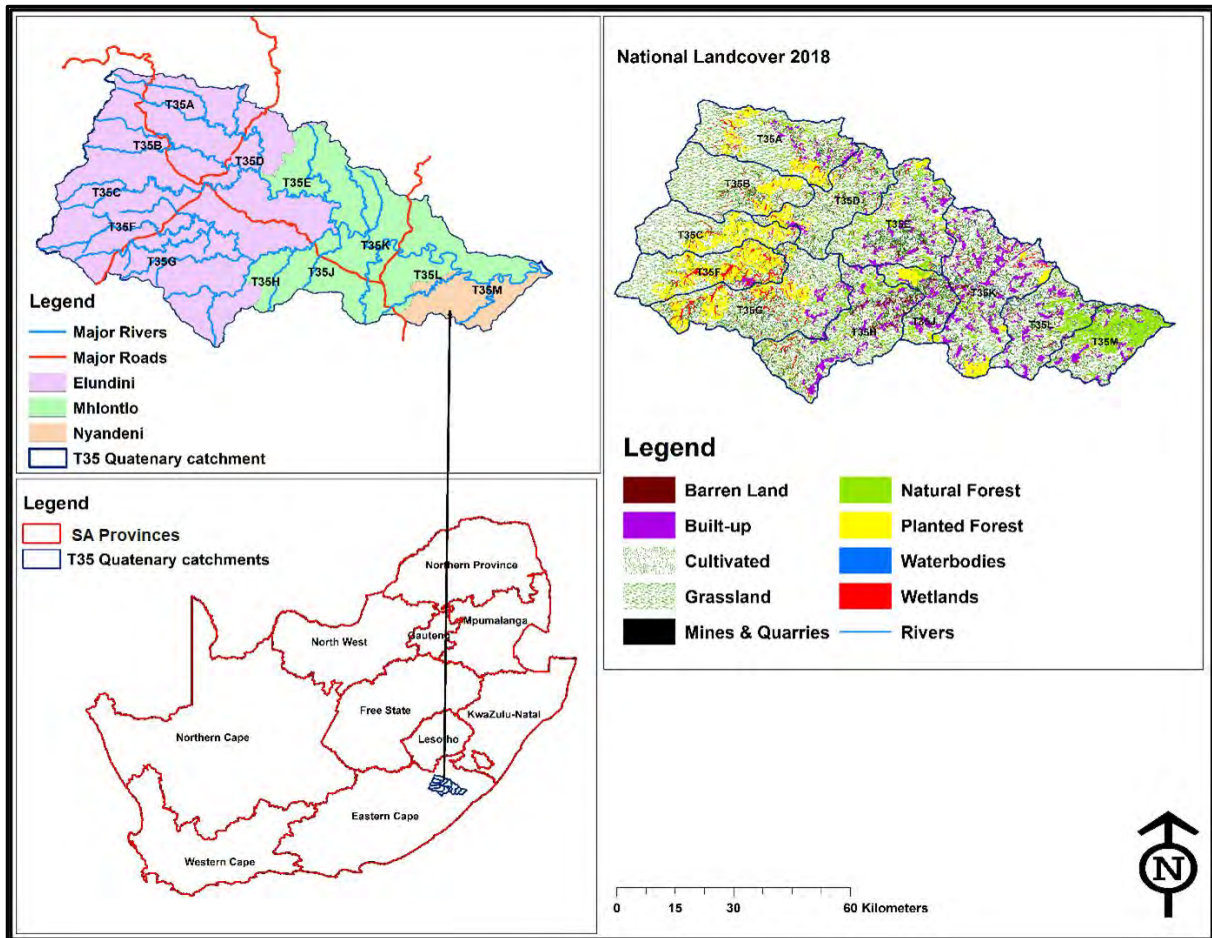 T35A
T35B
T35D
T35E
T35C
T35F
T35G
T35K
T35H
T35J
T35L
T35M
Legend
Major Rivers
Major Roads
Elundini
Mhlontlo
Nyandeni
T35 Quatenary catchment
Legend
SA Provinces
T35 Quatenary catchments
Northern Province
Mpumalanga
North West
Gauteng
Free State
KwaZulu-Natal
Lesotho
Northern Cape
Eastern Cape
Western Cape
National Landcover 2018
T35A
T35B
T35D
T35C
T35E
T35F
T35G
T35K
T35H
T35J
T35L
T35M
Legend
Barren Land
Built-up
Cultivated
Grassland
Mines & Quarries
Natural Forest
Planted Forest
Waterbodies
Wetlands
Rivers
0 15 30 60 Kilometers
N